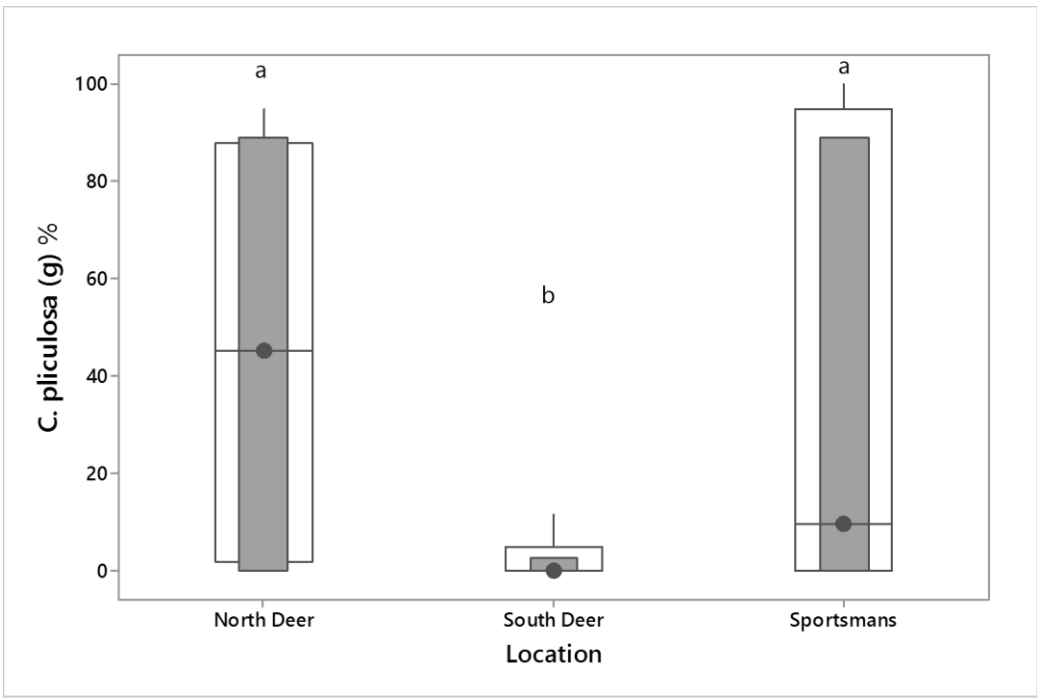 a
a
100
80
60
b
40
20
0
C. pliculosa (g) %
North Deer
South Deer
Sportsmans
Location